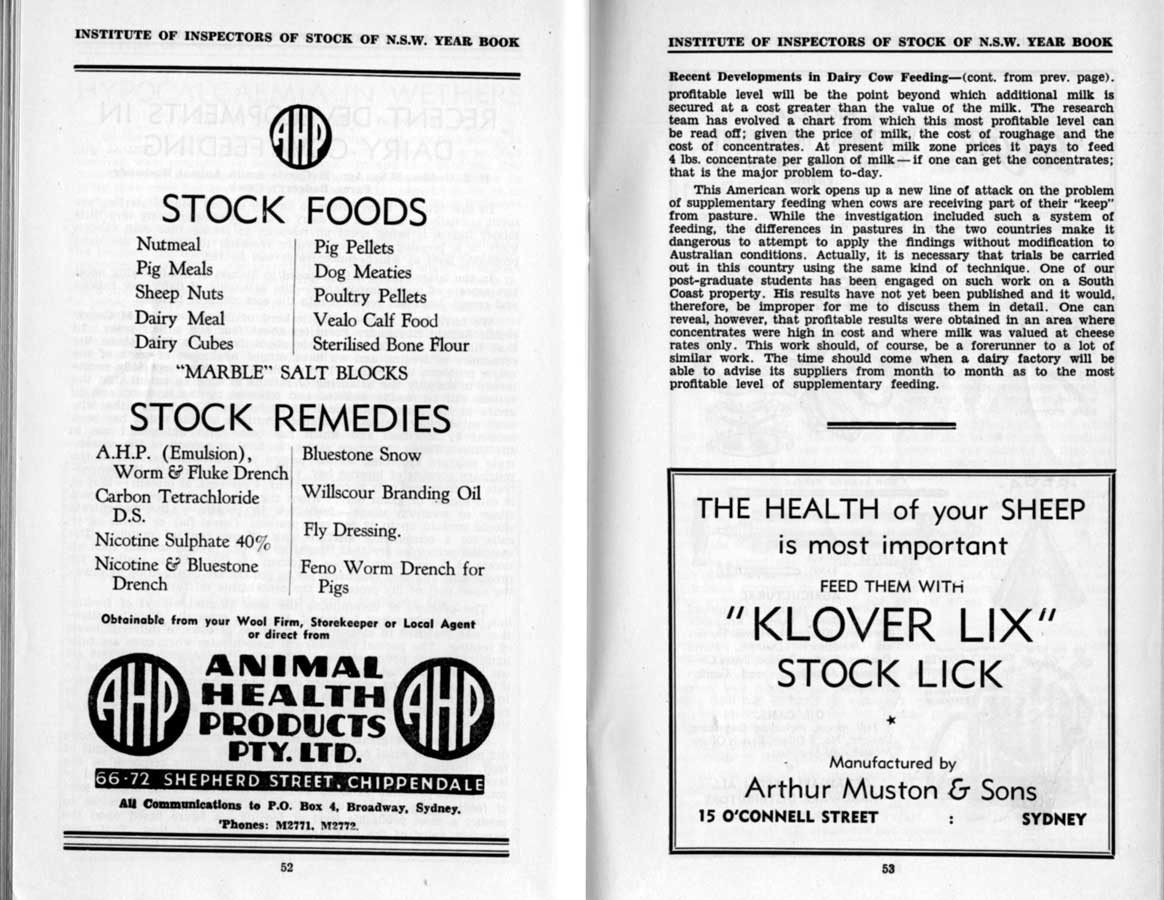 INSTITUTE OF INSPECTORS OF STOCK OF N.S.W. YEAR BOOK
AHP
STOCK FOODS
Nutmeal
Pig Meals
Sheep Nuts
Dairy Meal
Dairy Cubes
Pig Pellets
Dog Meaties
Poultry Pellets
Vealo Calf Food
Sterilised Bone Flour
"MARBLE" SALT BLOCKS
STOCK REMEDIES
A.H.P. (Emulsion),
Worm & Fluke Drench
Carbon Tetrachloride
D.S.
Nicotine Sulphate 40%
Nicotine & Bluestone
Drench
Bluestone Snow
Willscour Branding Oil
Fly Dressing.
Feno Worm Drench for
Pigs
Obtainable from your Wool Firm, Storekeeper or Local Agent
or direct from
AHP
ANIMAL
HEALTH
PRODUCTS
PTY. LTD.
AHP
66-72 SHEPHERD STREET, CHIPPENDALE
All Communications to P.O. Box 4, Broadway, Sydney.
'Phones: M2771, M2772.
52
INSTITUTE OF INSPECTORS OF STOCK OF N.S.W. YEAR BOOK
Recent Developments in Dairy Cow Feeding—(cont. from prev. page).
profitable level will be the point beyond which additional milk is
secured at a cost greater than the value of the milk. The research
team has evolved a chart from which this most profitable level can
be read off; given the price of milk, the cost of roughage and the
cost of concentrates. At present milk zone prices it pays to feed
4 lbs. concentrate per gallon of milk—if one can get the concentrates;
that is the major problem to-day.
This American work opens up a new line of attack on the problem
of supplementary feeding when cows are receiving part of their "keep"
from pasture. While the investigation included such a system of
feeding, the differences in pastures in the two countries make it
dangerous to attempt to apply the findings without modification to
Australian conditions. Actually, it is necessary that trials be carried
out in this country using the same kind of technique. One of our
post-graduate students has been engaged on such work on a South
Coast property. His results have not yet been published and it would,
therefore, be improper for me to discuss them in detail. One can
reveal, however, that profitable results were obtained in an area where
concentrates were high in cost and where milk was valued at cheese
rates only. This work should, of course, be a forerunner to a lot of
similar work. The time should come when a dairy factory will be
able to advise its suppliers from month to month as to the most
profitable level of supplementary feeding.
THE HEALTH of your SHEEP
is most important
FEED THEM WITH
"KLOVER LIX"
STOCK LICK
Manufactured by
Arthur Muston & Sons
15 O'CONNELL STREET : SYDNEY
53